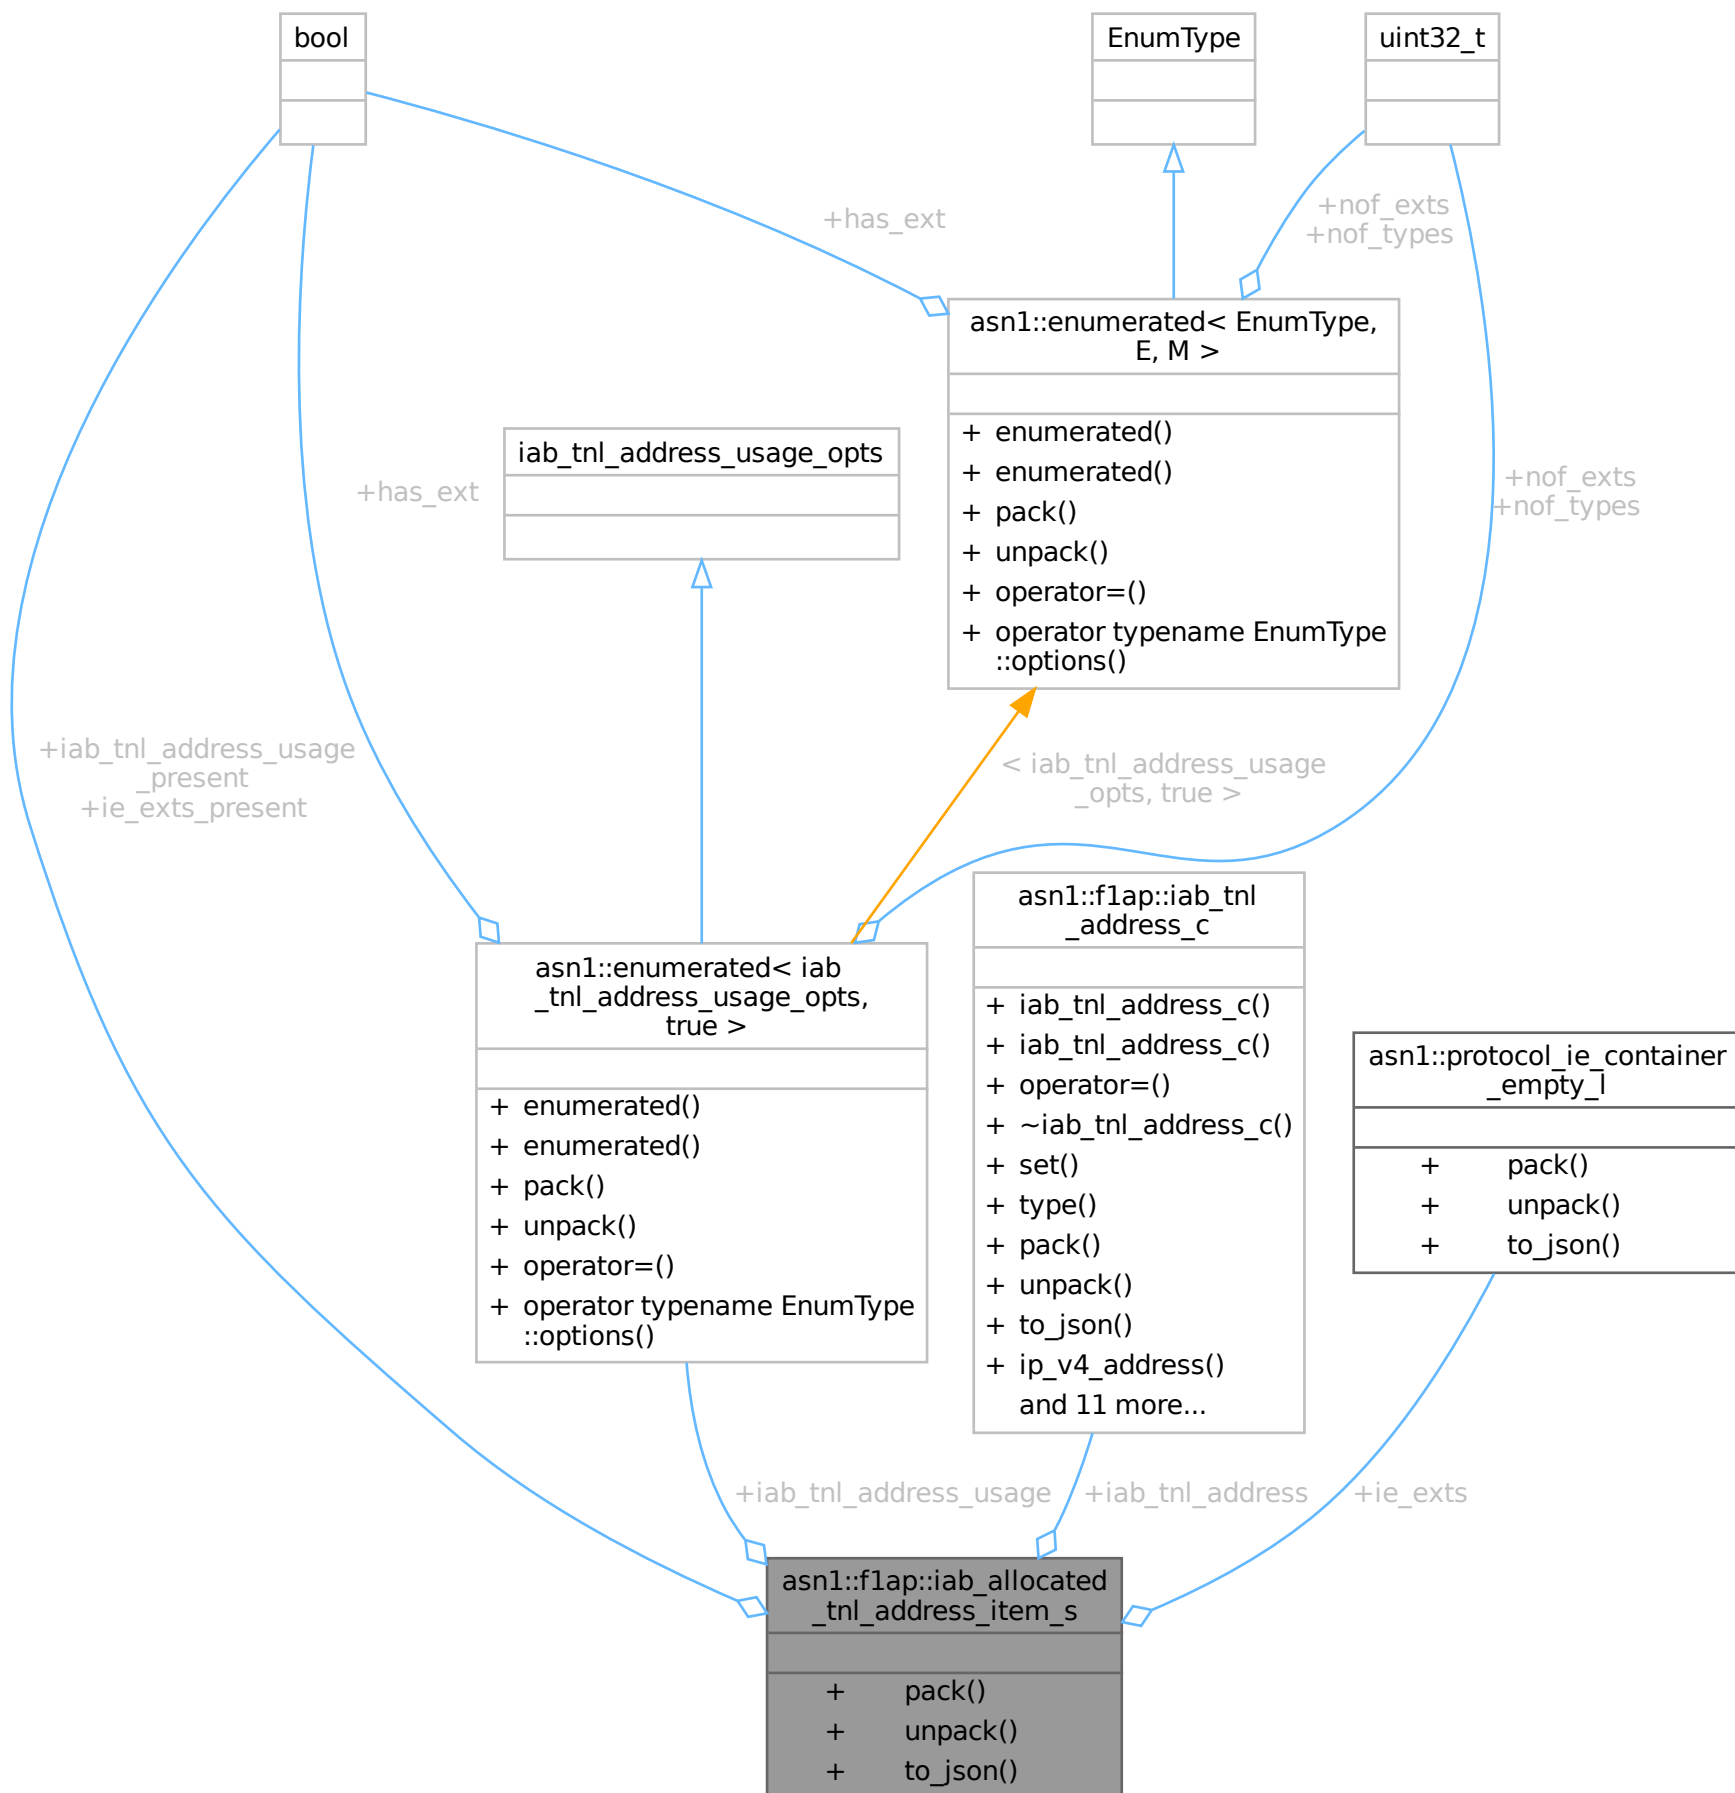 bool
EnumType
uint32_t
+has_ext
+nof_exts
+nof_types
asn1::enumerated< EnumType,
E, M >
+ enumerated()
+ enumerated()
+ pack()
+ unpack()
+ operator=()
+ operator typename EnumType
::options()
iab_tnl_address_usage_opts
+has_ext
+nof_exts
+nof_types
+iab_tnl_address_usage
_present
+ie_exts_present
< iab_tnl_address_usage
_opts, true >
asn1::enumerated< iab
_tnl_address_usage_opts,
true >
+ enumerated()
+ enumerated()
+ pack()
+ unpack()
+ operator=()
+ operator typename EnumType
::options()
asn1::f1ap::iab_tnl
_address_c
+ iab_tnl_address_c()
+ iab_tnl_address_c()
+ operator=()
+ ~iab_tnl_address_c()
+ set()
+ type()
+ pack()
+ unpack()
+ to_json()
+ ip_v4_address()
and 11 more...
asn1::protocol_ie_container
_empty_l
+ pack()
+ unpack()
+ to_json()
+iab_tnl_address_usage
+iab_tnl_address
+ie_exts
asn1::f1ap::iab_allocated
_tnl_address_item_s
+ pack()
+ unpack()
+ to_json()